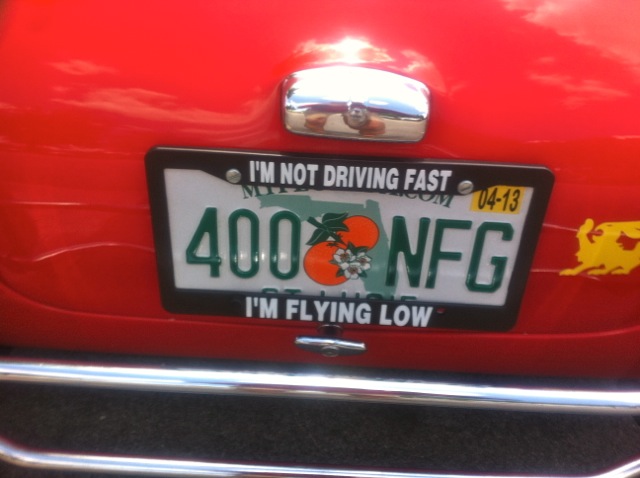 I'M NOT DRIVING FAST
04-13
400 NFG
I'M FLYING LOW